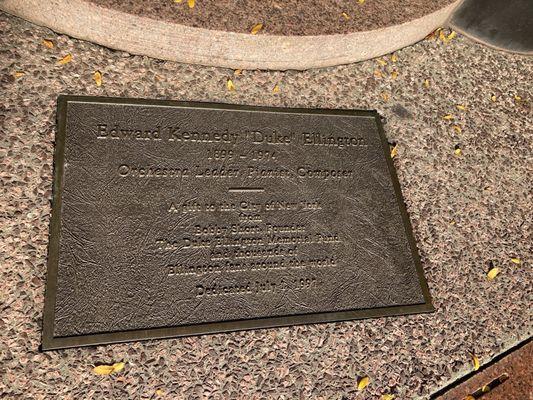 Edward Kennedy "Duke" Ellington
1899 - 1974
Orchestra Leader, Pianist, Composer
A gift to the City of New York
from
Bobby Short, Founder
The Duke Ellington Memorial Fund
and thousands of
Ellington fans around the world
Dedicated July 1, 1997